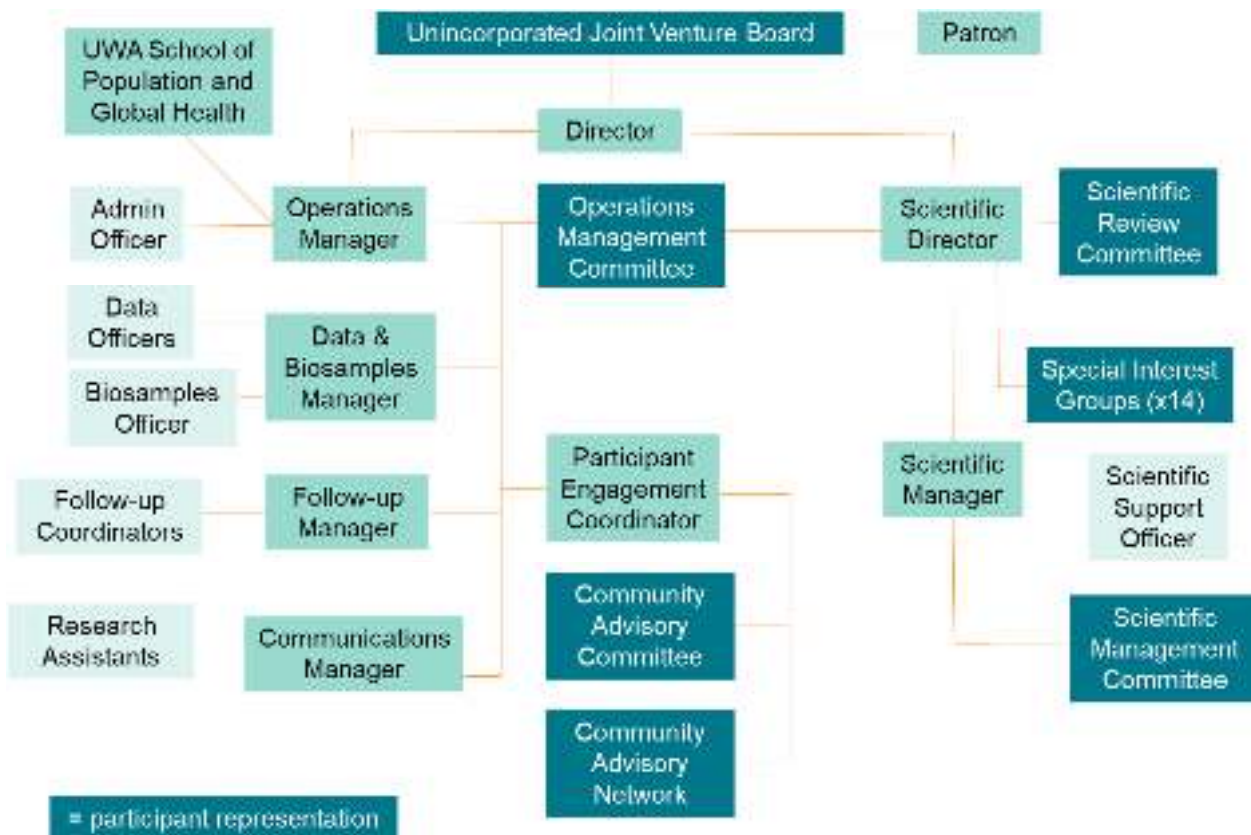 Unincorporated Joint Venture Board
Patron
UWA School of
Population and
Global Health
Director
Admin
Officer
Operations
Manager
Operations
Management
Committee
Scientific
Director
Scientific
Review
Committee
Data
Officers
Data &
Biosamples
Manager
Biosamples
Officer
Special Interest
Groups (x14)
Follow-up
Coordinators
Follow-up
Manager
Participant
Engagement
Coordinator
Scientific
Manager
Scientific
Support
Officer
Research
Assistants
Communications
Manager
Community
Advisory
Committee
Scientific
Management
Committee
Community
Advisory
Network
= participant representation